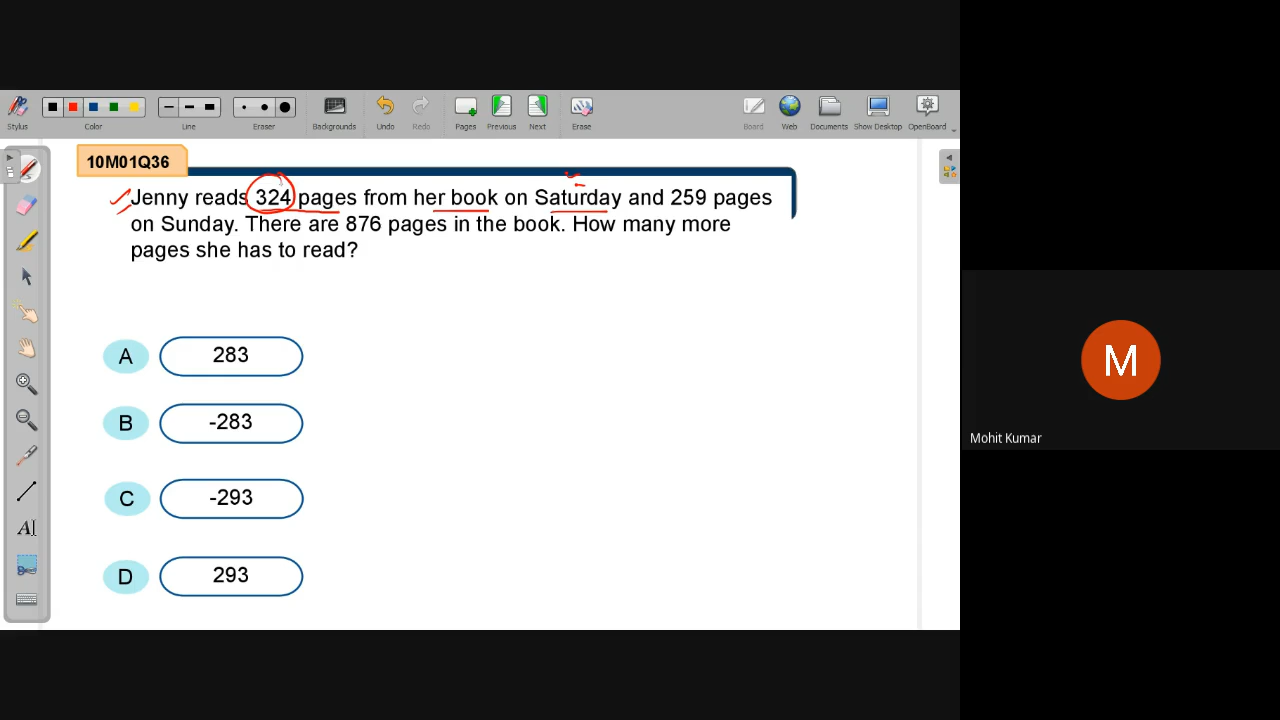 Stylus
Color
Line
Eraser
Backgrounds
Undo
Redo
Pages
Previous
Next
Erase
Board
Web
Documents
Show Desktop
OpenBoard
10M01Q36
Jenny reads 324 pages from her book on Saturday and 259 pages
on Sunday. There are 876 pages in the book. How many more
pages she has to read?
A 283
B -283
C -293
D 293
AI
M
Mohit Kumar